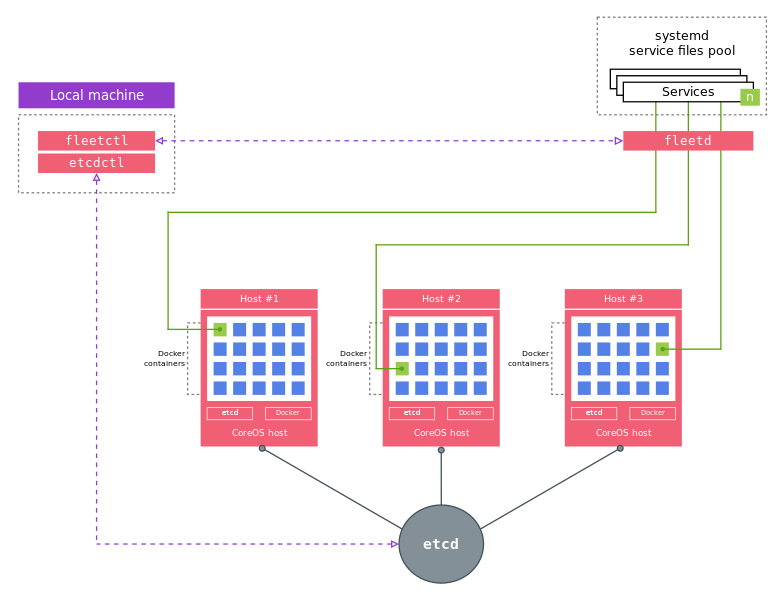 systemd
service files pool
Services
n
Local machine
fleetctl
etcdctl
fleetd
Host #1
Docker
containers
etcd
Docker
CoreOS host
Host #2
Docker
containers
etcd
Docker
CoreOS host
Host #3
Docker
containers
etcd
Docker
CoreOS host
etcd